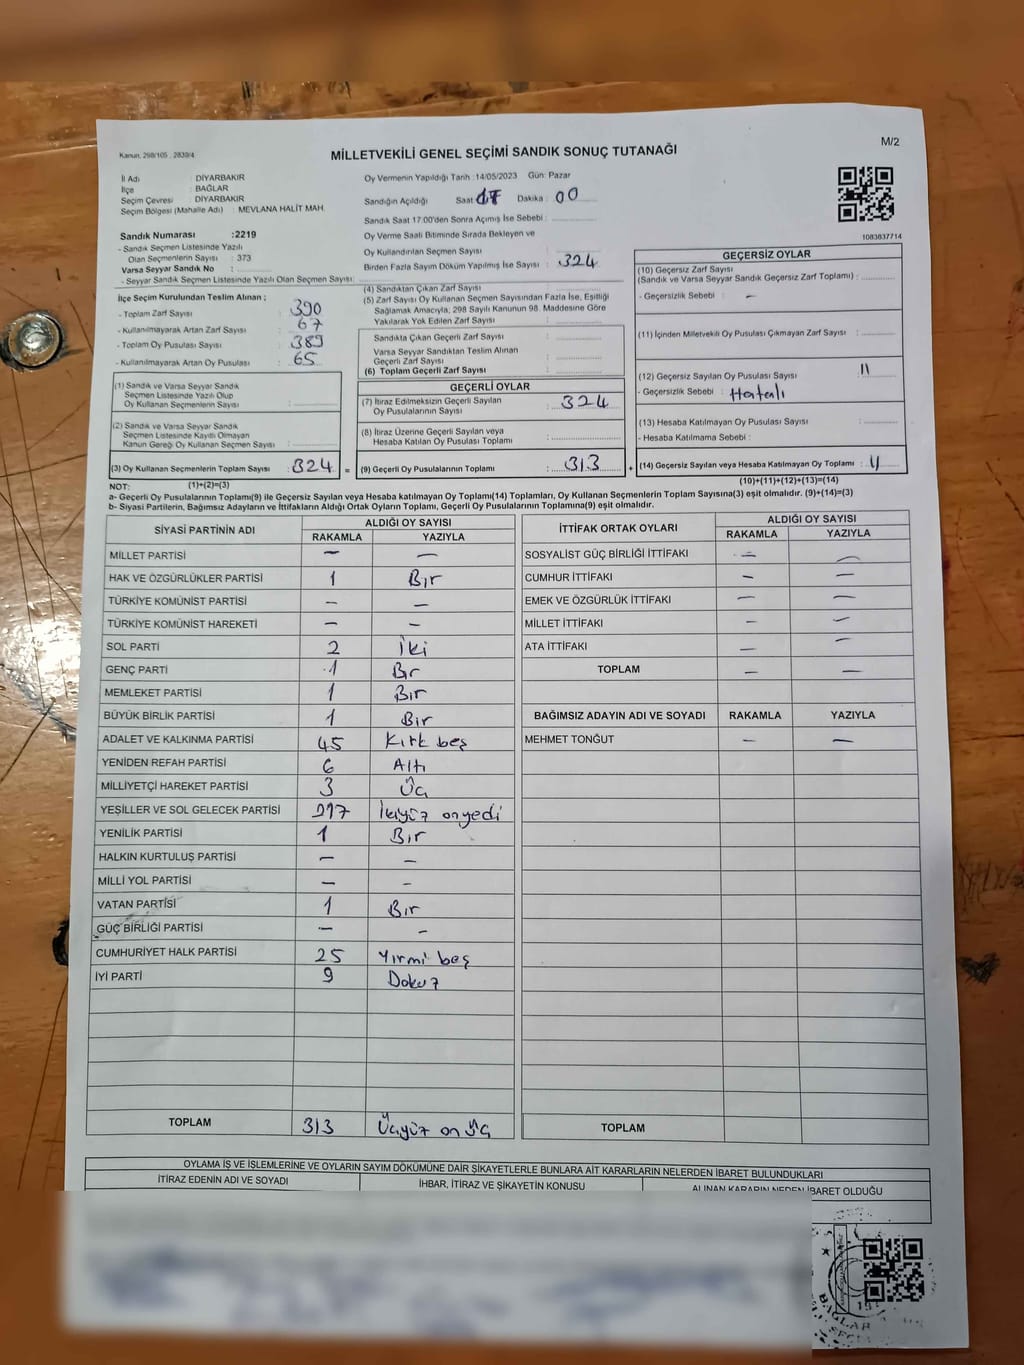 M/2
Kanun: 298/105 , 2839/4
MİLLETVEKİLİ GENEL SEÇİMİ SANDIK SONUÇ TUTANAĞI
İl Adı : DİYARBAKIR
İlçe : BAĞLAR
Seçim Çevresi : DİYARBAKIR
Seçim Bölgesi (Mahalle Adı) : MEVLANA HALİT MAH.
Sandık Numarası :2219
- Sandık Seçmen Listesinde Yazılı
Olan Seçmenlerin Sayısı : 373
Varsa Seyyar Sandık No :
- Seyyar Sandık Seçmen Listesinde Yazılı Olan Seçmen Sayısı:
İlçe Seçim Kurulundan Teslim Alınan ;
- Toplam Zarf Sayısı : 390
- Kullanılmayarak Artan Zarf Sayısı : 67
- Toplam Oy Pusulası Sayısı : 389
- Kullanılmayarak Artan Oy Pusulası : 65
Oy Vermenin Yapıldığı Tarih :14/05/2023 Gün: Pazar
Sandığın Açıldığı Saat 17 Dakika : 00
Sandık Saat 17.00'den Sonra Açımış İse Sebebi :
Oy Verme Saati Bitiminde Sırada Bekleyen ve
Oy Kullandırılan Seçmen Sayısı :
Birden Fazla Sayım Döküm Yapılmış İse Sayısı : 324
(4) Sandıktan Çıkan Zarf Sayısı :
(5) Zarf Sayısı Oy Kullanan Seçmen Sayısından Fazla İse, Eşitliği
Sağlamak Amacıyla; 298 Sayılı Kanunun 98. Maddesine Göre
Yakılarak Yok Edilen Zarf Sayısı :
Sandıkta Çıkan Geçerli Zarf Sayısı :
Varsa Seyyar Sandıktan Teslim Alınan
Geçerli Zarf Sayısı :
(6) Toplam Geçerli Zarf Sayısı :
1083837714
GEÇERSİZ OYLAR
(10) Geçersiz Zarf Sayısı
(Sandık ve Varsa Seyyar Sandık Geçersiz Zarf Toplamı) :
- Geçersizlik Sebebi : –
(11) İçinden Milletvekili Oy Pusulası Çıkmayan Zarf Sayısı :
(12) Geçersiz Sayılan Oy Pusulası Sayısı : 11
- Geçersizlik Sebebi : Hatalı
(13) Hesaba Katılmayan Oy Pusulası Sayısı :
- Hesaba Katılmama Sebebi :
(14) Geçersiz Sayılan veya Hesaba Katılmayan Oy Toplamı : 11
(10)+(11)+(12)+(13)=(14)
(1) Sandık ve Varsa Seyyar Sandık
Seçmen Listesinde Yazılı Olup
Oy Kullanan Seçmenlerin Sayısı :
(2) Sandık ve Varsa Seyyar Sandık
Seçmen Listesinde Kayıtlı Olmayan
Kanun Gereği Oy Kullanan Seçmen Sayısı :
(3) Oy Kullanan Seçmenlerin Toplam Sayısı : 324 =
GEÇERLİ OYLAR
(7) İtiraz Edilmeksizin Geçerli Sayılan
Oy Pusulalarının Sayısı : 324
(8) İtiraz Üzerine Geçerli Sayılan veya
Hesaba Katılan Oy Pusulası Toplamı :
(9) Geçerli Oy Pusulalarının Toplamı : 313 +
NOT: (1)+(2)=(3)
a- Geçerli Oy Pusulalarının Toplamı(9) ile Geçersiz Sayılan veya Hesaba katılmayan Oy Toplamı(14) Toplamları, Oy Kullanan Seçmenlerin Toplam Sayısına(3) eşit olmalıdır. (9)+(14)=(3)
b- Siyasi Partilerin, Bağımsız Adayların ve İttifakların Aldığı Oyların Toplamı, Geçerli Oy Pusulalarının Toplamına(9) eşit olmalıdır.
SİYASİ PARTİNİN ADI ALDIĞI OY SAYISI
RAKAMLA YAZIYLA
MİLLET PARTİSİ – –
HAK VE ÖZGÜRLÜKLER PARTİSİ 1 Bir
TÜRKİYE KOMÜNİST PARTİSİ – –
TÜRKİYE KOMÜNİST HAREKETİ – –
SOL PARTİ 2 İki
GENÇ PARTİ 1 Bir
MEMLEKET PARTİSİ 1 Bir
BÜYÜK BİRLİK PARTİSİ 1 Bir
ADALET VE KALKINMA PARTİSİ 45 Kırk beş
YENİDEN REFAH PARTİSİ 6 Altı
MİLLİYETÇİ HAREKET PARTİSİ 3 Üç
YEŞİLLER VE SOL GELECEK PARTİSİ 217 İkiyüz onyedi
YENİLİK PARTİSİ 1 Bir
HALKIN KURTULUŞ PARTİSİ – –
MİLLİ YOL PARTİSİ – –
VATAN PARTİSİ 1 Bir
GÜÇ BİRLİĞİ PARTİSİ – –
CUMHURİYET HALK PARTİSİ 25 Yirmi beş
İYİ PARTİ 9 Dokuz
TOPLAM 313 Üçyüz on üç
İTTİFAK ORTAK OYLARI ALDIĞI OY SAYISI
RAKAMLA YAZIYLA
SOSYALİST GÜÇ BİRLİĞİ İTTİFAKI – –
CUMHUR İTTİFAKI – –
EMEK VE ÖZGÜRLÜK İTTİFAKI – –
MİLLET İTTİFAKI – –
ATA İTTİFAKI – –
TOPLAM – –
BAĞIMSIZ ADAYIN ADI VE SOYADI RAKAMLA YAZIYLA
MEHMET TONĞUT – –
TOPLAM
OYLAMA İŞ VE İŞLEMLERİNE VE OYLARIN SAYIM DÖKÜMÜNE DAİR ŞİKAYETLERLE BUNLARA AİT KARARLARIN NELERDEN İBARET BULUNDUKLARI
İTİRAZ EDENİN ADI VE SOYADI İHBAR, İTİRAZ VE ŞİKAYETİN KONUSU ALINAN KARARIN NEDEN İBARET OLDUĞU
BAĞLAR